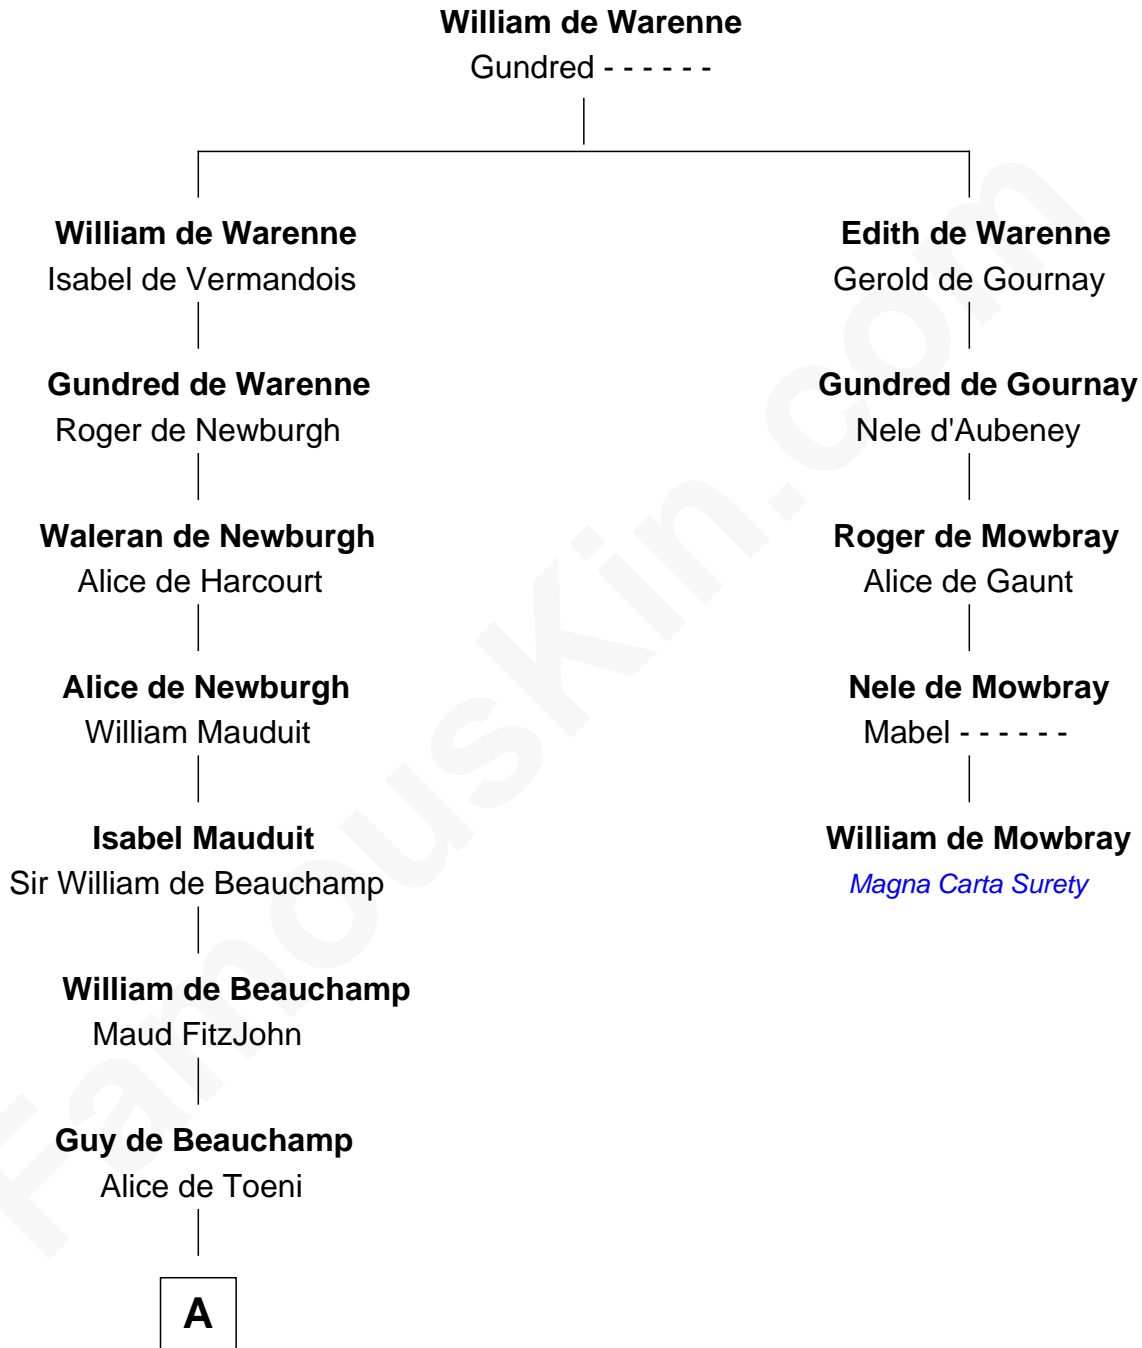 William de Warenne
Gundred - - - - - -
William de Warenne
Isabel de Vermandois
Gundred de Warenne
Roger de Newburgh
Waleran de Newburgh
Alice de Harcourt
Alice de Newburgh
William Mauduit
Isabel Mauduit
Sir William de Beauchamp
William de Beauchamp
Maud FitzJohn
Guy de Beauchamp
Alice de Toeni
A
Edith de Warenne
Gerold de Gournay
Gundred de Gournay
Nele d'Aubeney
Roger de Mowbray
Alice de Gaunt
Nele de Mowbray
Mabel - - - - - -
William de Mowbray
Magna Carta Surety
FamousKin.com